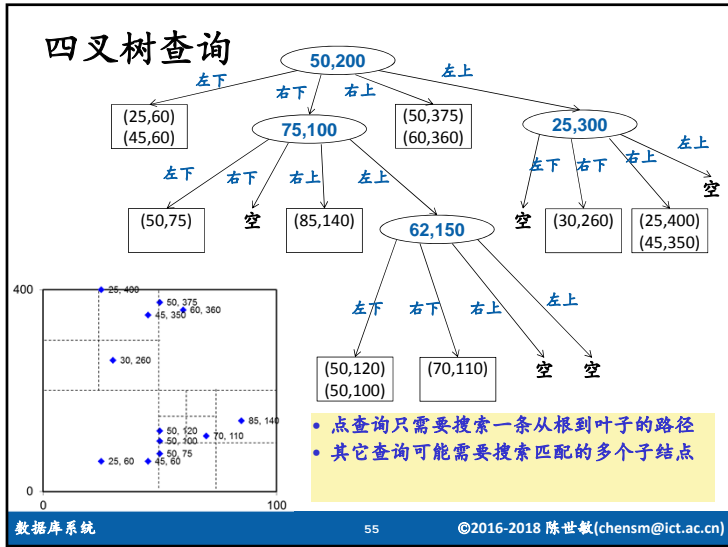 四叉树查询
50,200
左下
右下
右上
左上
(25,60)
(45,60)
75,100
(50,375)
(60,360)
25,300
左下
右下
右上
左上
左下
右下
右上
左上
(50,75)
空
(85,140)
62,150
空
(30,260)
(25,400)
(45,350)
空
左下
右下
右上
左上
(50,120)
(50,100)
(70,110)
空
空
400
25, 400
50, 375
45, 350
60, 360
30, 260
50, 120
85, 140
50, 100
70, 110
50, 75
25, 60
45, 60
0
0
100
• 点查询只需要搜索一条从根到叶子的路径
• 其它查询可能需要搜索匹配的多个子结点
数据库系统
55
©2016-2018 陈世敏(chensm@ict.ac.cn)